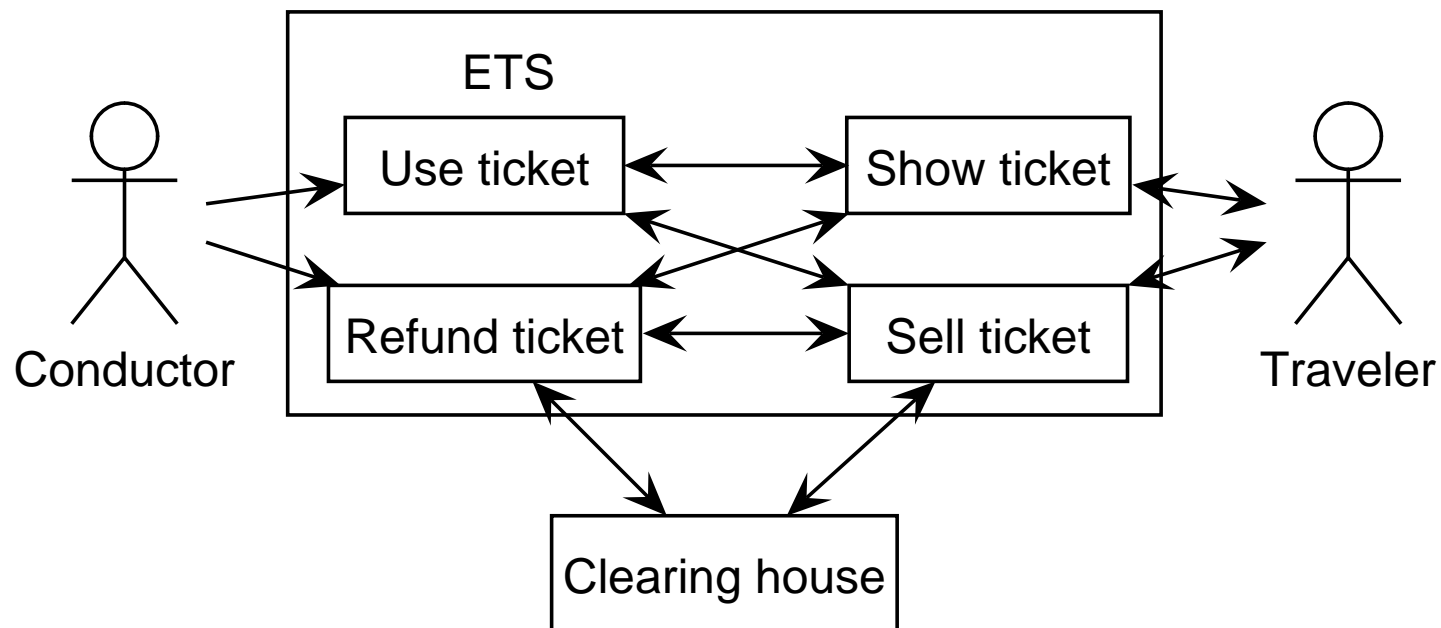 ETS
Use ticket
Show ticket
Refund ticket
Sell ticket
Conductor
Traveler
Clearing house